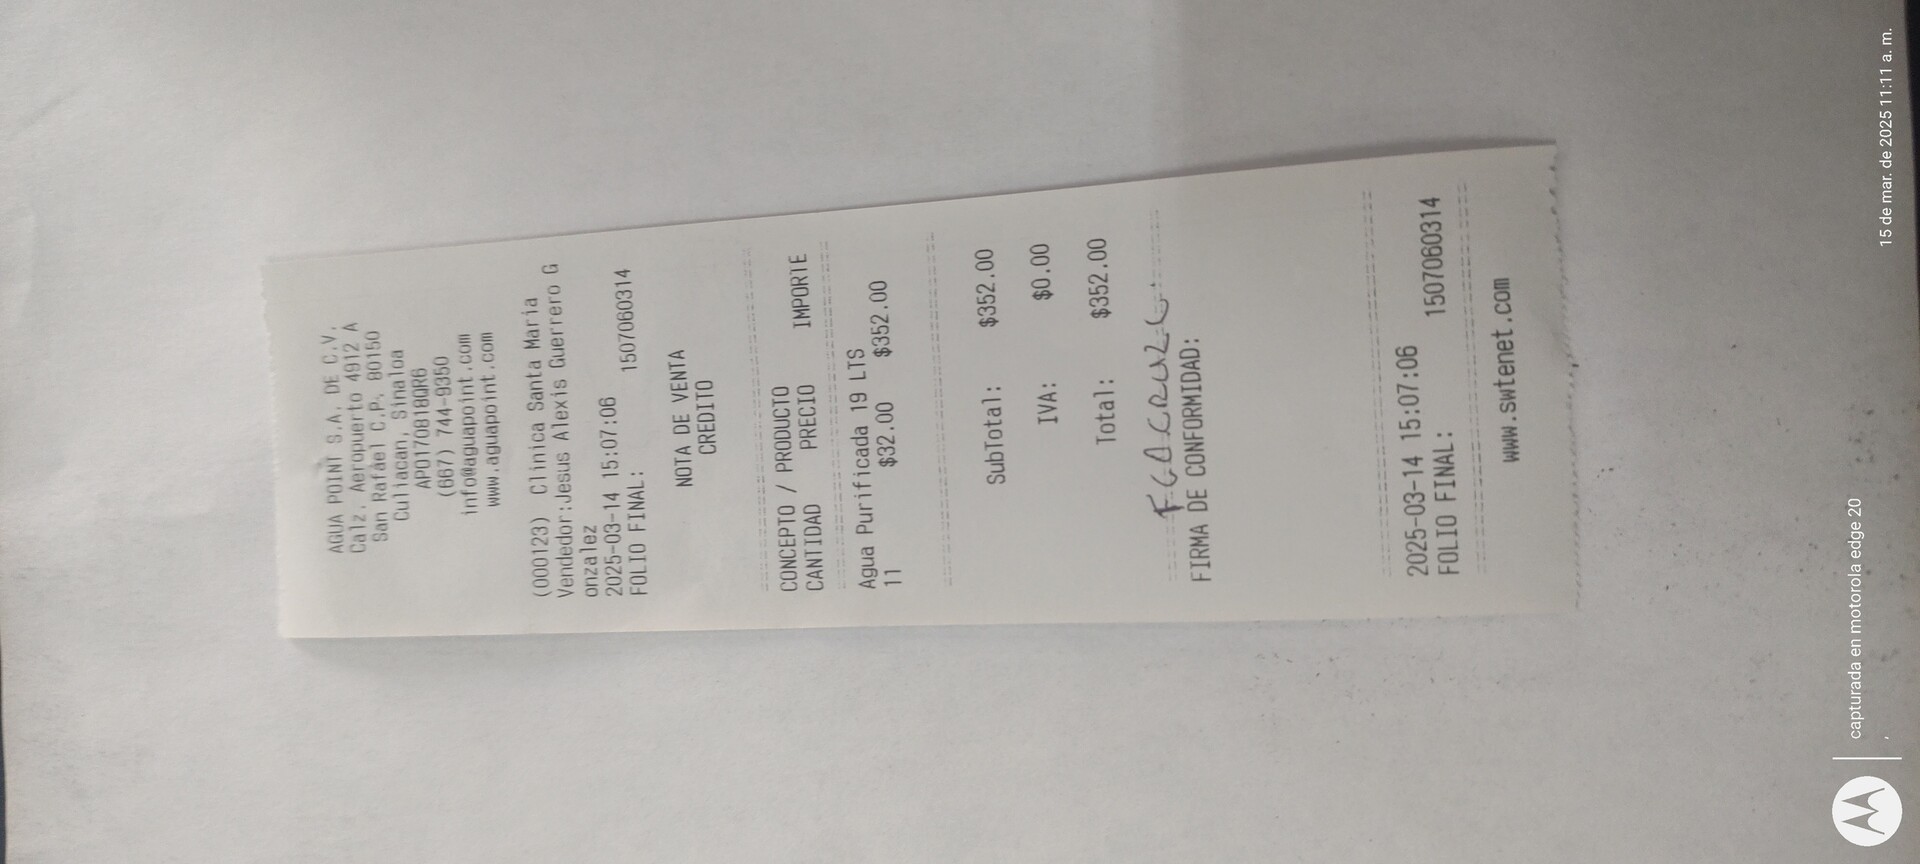 AGUA POINT S.A. DE C.V.
Calz. Aeropuerto 4912 A
San Rafael C.P. 80150
Culiacan, Sinaloa
APO170818QR6
(667) 744-9350
info@aguapoint.com
www.aguapoint.com
(000123) Clinica Santa Maria
Vendedor:Jesus Alexis Guerrero G
onzalez
2025-03-14 15:07:06
FOLIO FINAL: 1507060314
NOTA DE VENTA
CREDITO
CONCEPTO / PRODUCTO
CANTIDAD PRECIO IMPORTE
Agua Purificada 19 LTS
11 $32.00 $352.00
SubTotal: $352.00
IVA: $0.00
Total: $352.00
FIRMA DE CONFORMIDAD:
2025-03-14 15:07:06
FOLIO FINAL: 1507060314
www.swtenet.com
capturada en motorola edge 20
15 de mar. de 2025 11:11 a. m.